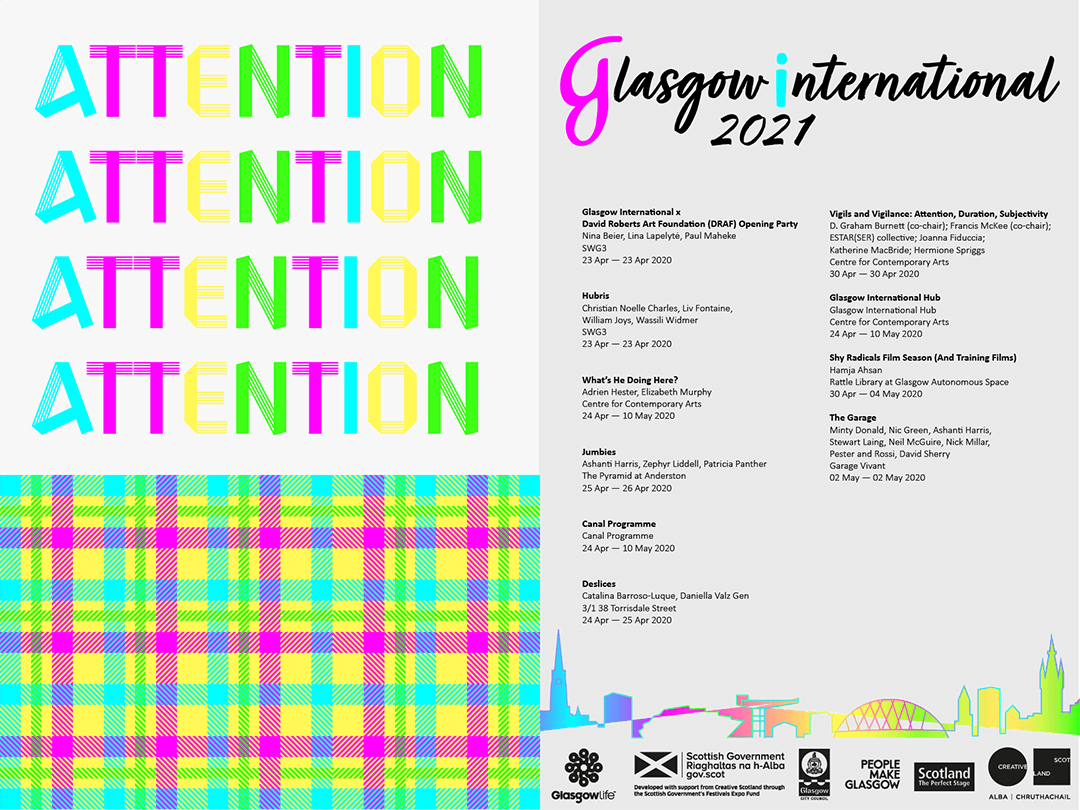 ATTENTION
ATTENTION
ATTENTION
ATTENTION
Glasgow international
2021
Glasgow International x
David Roberts Art Foundation (DRAF) Opening Party
Nina Beier, Lina Lapelytė, Paul Maheke
SWG3
23 Apr — 23 Apr 2020
Hubris
Christian Noelle Charles, Liv Fontaine,
William Joys, Wassili Widmer
SWG3
23 Apr — 23 Apr 2020
What's He Doing Here?
Adrien Hester, Elizabeth Murphy
Centre for Contemporary Arts
24 Apr — 10 May 2020
Jumbies
Ashanti Harris, Zephyr Liddell, Patricia Panther
The Pyramid at Anderston
25 Apr — 26 Apr 2020
Canal Programme
Canal Programme
24 Apr — 10 May 2020
Deslices
Catalina Barroso-Luque, Daniella Valz Gen
3/1 38 Torrisdale Street
24 Apr — 25 Apr 2020
Vigils and Vigilance: Attention, Duration, Subjectivity
D. Graham Burnett (co-chair); Francis McKee (co-chair);
ESTAR(SER) collective; Joanna Fiduccia;
Katherine MacBride; Hermione Spriggs
Centre for Contemporary Arts
30 Apr — 30 Apr 2020
Glasgow International Hub
Glasgow International Hub
Centre for Contemporary Arts
24 Apr — 10 May 2020
Shy Radicals Film Season (And Training Films)
Hamja Ahsan
Rattle Library at Glasgow Autonomous Space
30 Apr — 04 May 2020
The Garage
Minty Donald, Nic Green, Ashanti Harris,
Stewart Laing, Neil McGuire, Nick Millar,
Pester and Rossi, David Sherry
Garage Vivant
02 May — 02 May 2020
GlasgowLife
Scottish Government
Riaghaltas na h-Alba
gov.scot
Developed with support from Creative Scotland through
the Scottish Government's Festivals Expo Fund
Glasgow
CITY COUNCIL
PEOPLE
MAKE
GLASGOW
Scotland
The Perfect Stage
CREATIVE SCOTLAND
ALBA | CHRUTHACHAIL